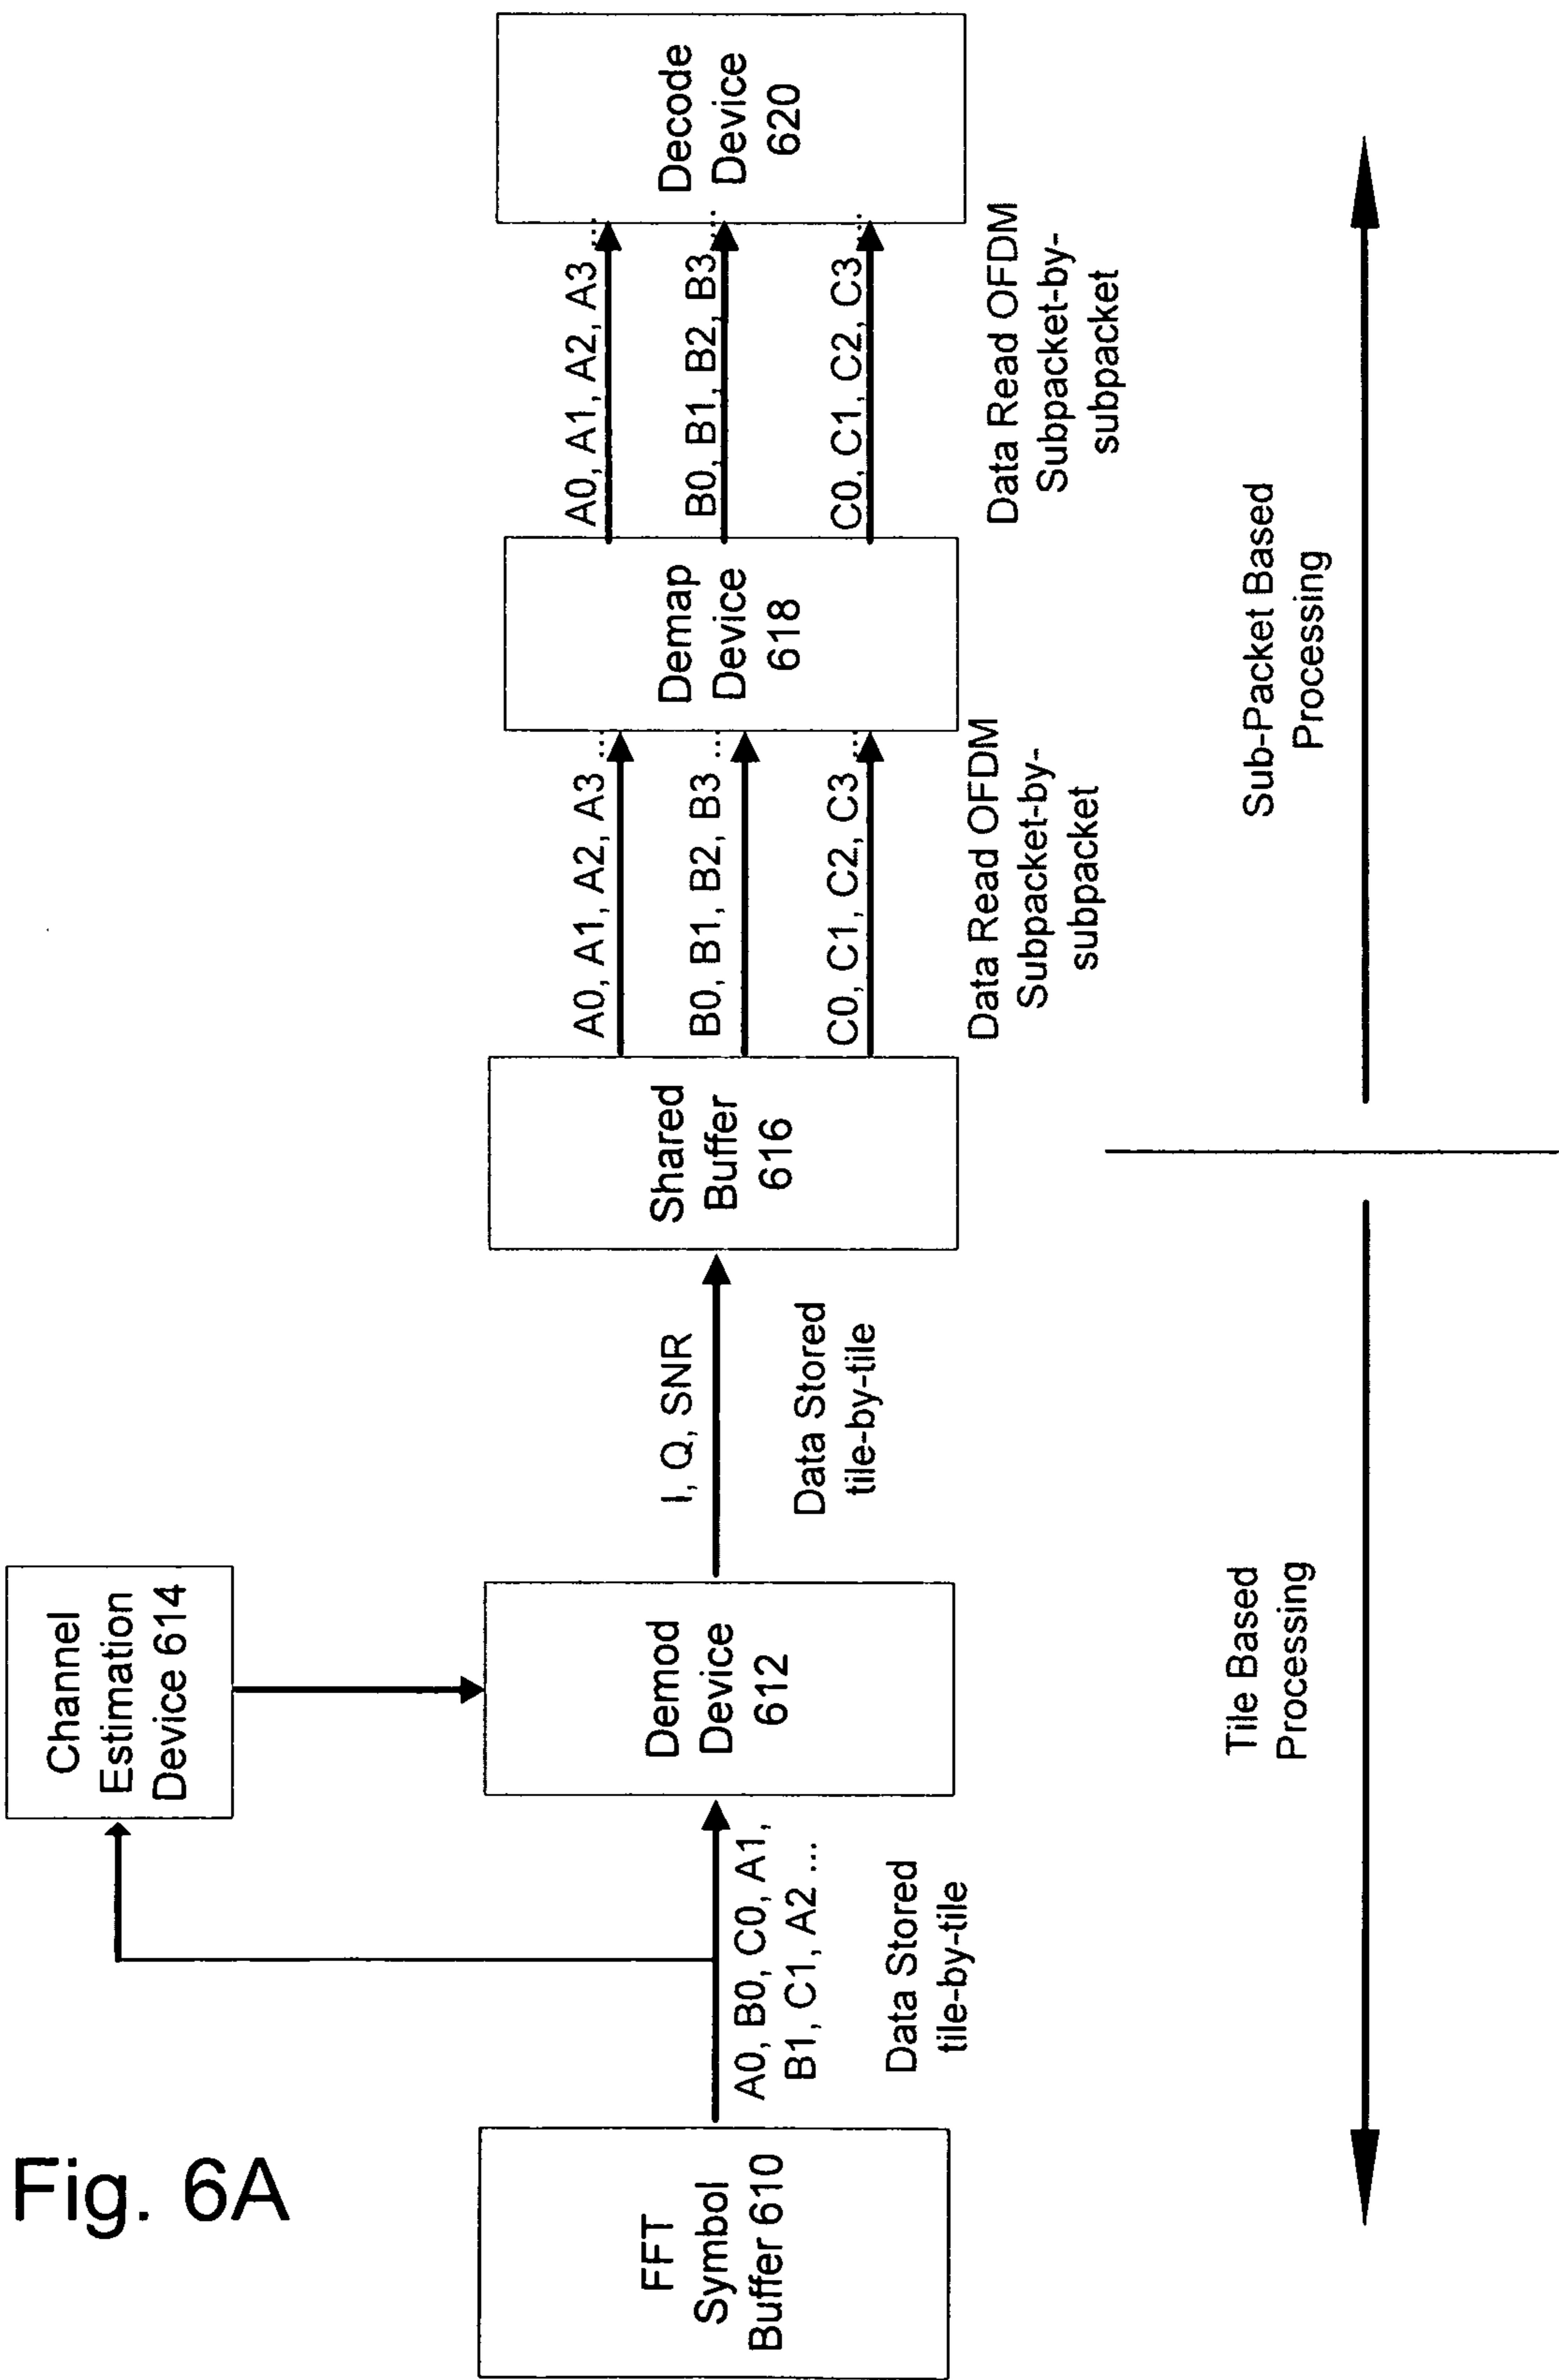 Fig. 6A
FFT
Symbol
Buffer 610
A0, B0, C0, A1,
B1, C1, A2 ...
Data Stored
tile-by-tile
Channel
Estimation
Device 614
Demod
Device
612
I, Q, SNR
Data Stored
tile-by-tile
Shared
Buffer
616
A0, A1, A2, A3 ...
B0, B1, B2, B3 ...
C0, C1, C2, C3 ...
Data Read OFDM
Subpacket-by-
subpacket
Demap
Device
618
A0, A1, A2, A3 ...
B0, B1, B2, B3 ...
C0, C1, C2, C3 ...
Data Read OFDM
Subpacket-by-
subpacket
Decode
Device
620
Tile Based
Processing
Sub-Packet Based
Processing